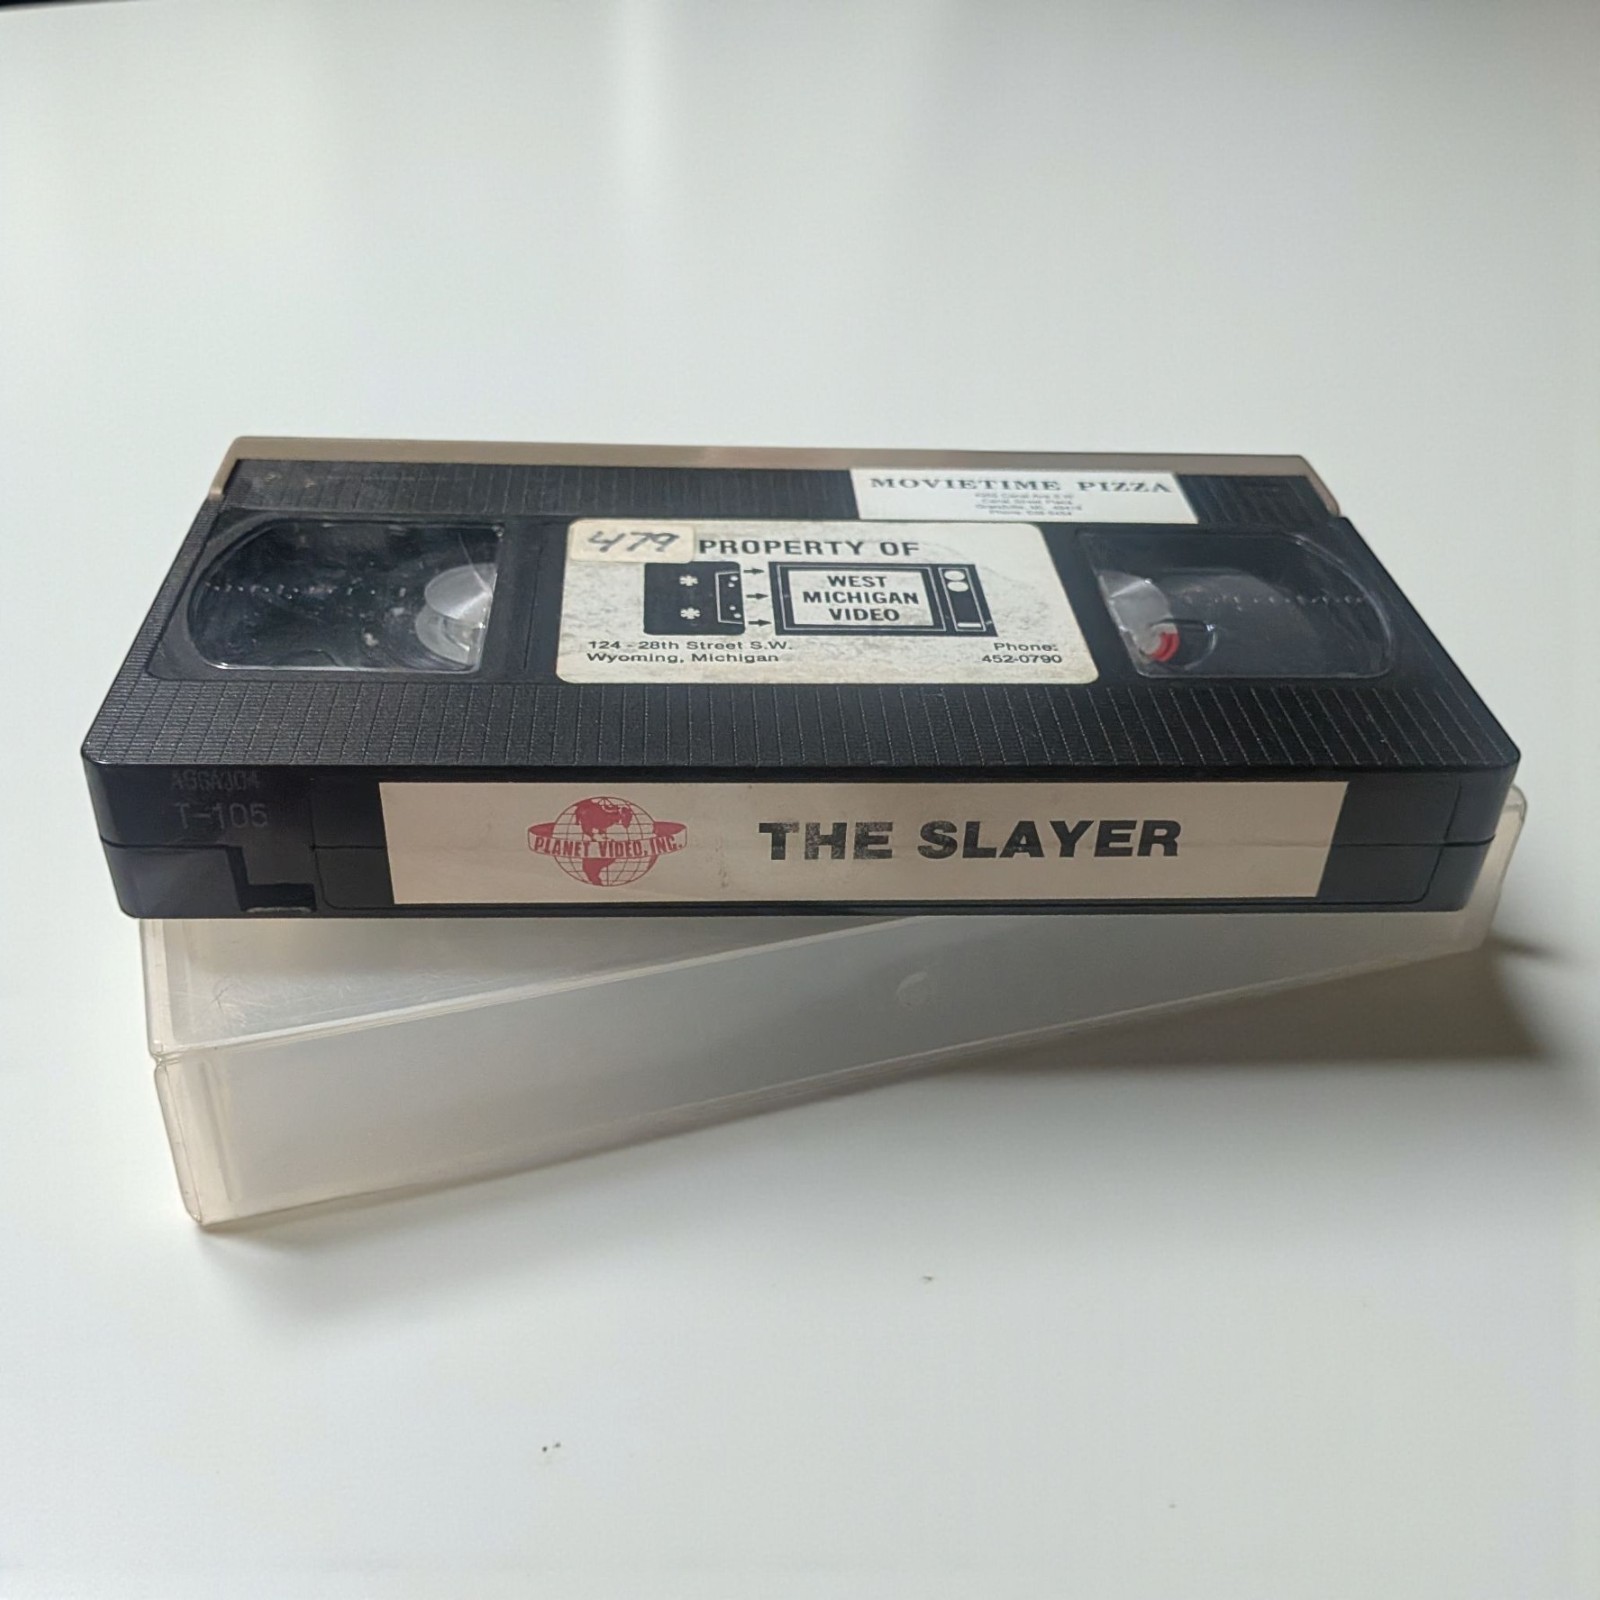 MOVIETIME PIZZA
479
PROPERTY OF
WEST
MICHIGAN
VIDEO
124 - 28th Street S.W.
Wyoming, Michigan
Phone:
452-0790
T-105
PLANET VIDEO, INC.
THE SLAYER